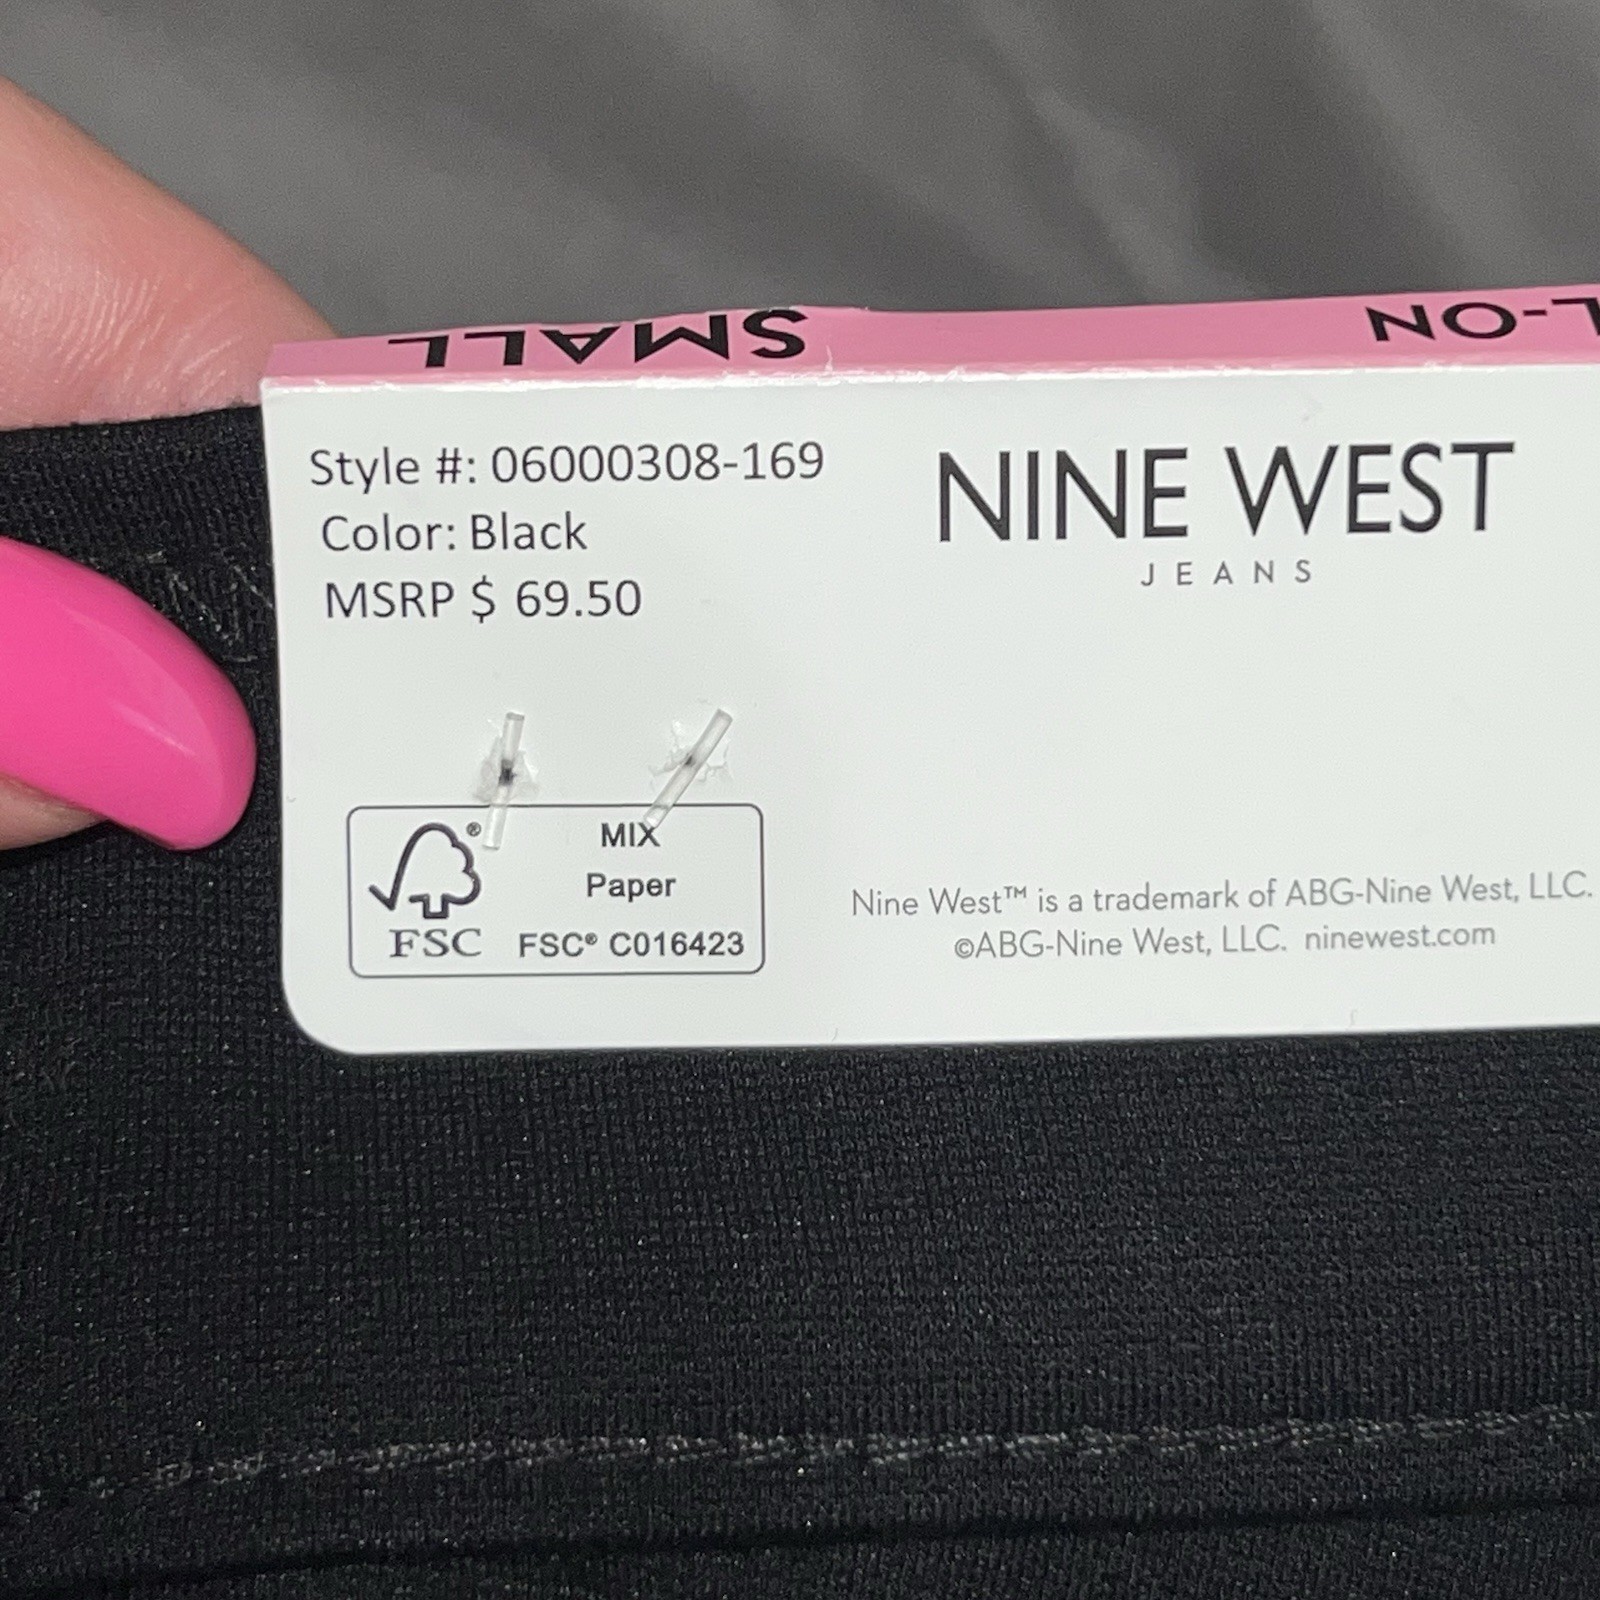 SMALL
L-ON
Style #: 06000308-169
Color: Black
MSRP $ 69.50
NINE WEST
JEANS
®
MIX
Paper
FSC
FSC® C016423
Nine West™ is a trademark of ABG-Nine West, LLC.
©ABG-Nine West, LLC. ninewest.com